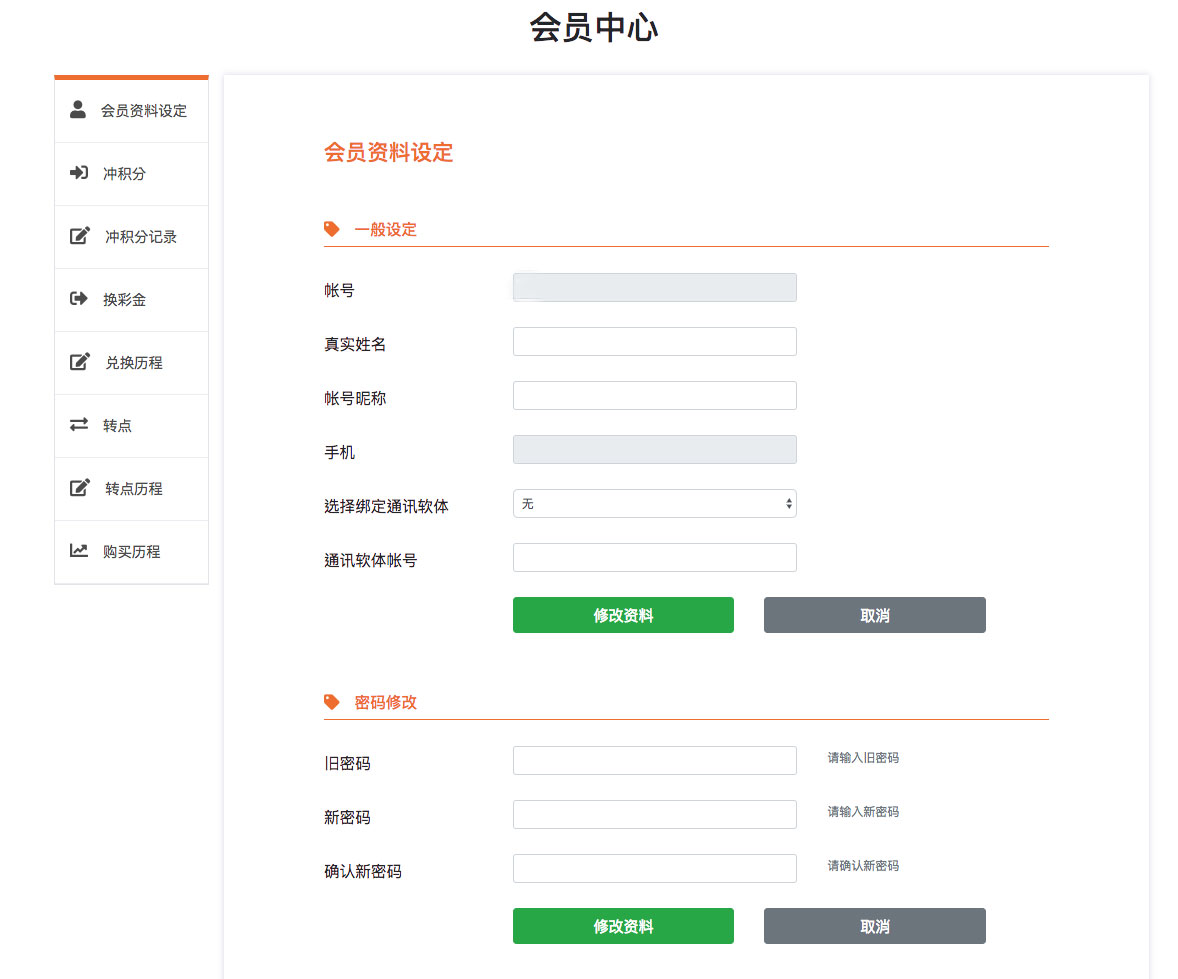 会员中心
会员资料设定
冲积分
冲积分记录
换彩金
兑换历程
转点
转点历程
购买历程
会员资料设定
一般设定
帐号
真实姓名
帐号昵称
手机
选择绑定通讯软体
无
通讯软体帐号
修改资料
取消
密码修改
旧密码
请输入旧密码
新密码
请输入新密码
确认新密码
请确认新密码
修改资料
取消